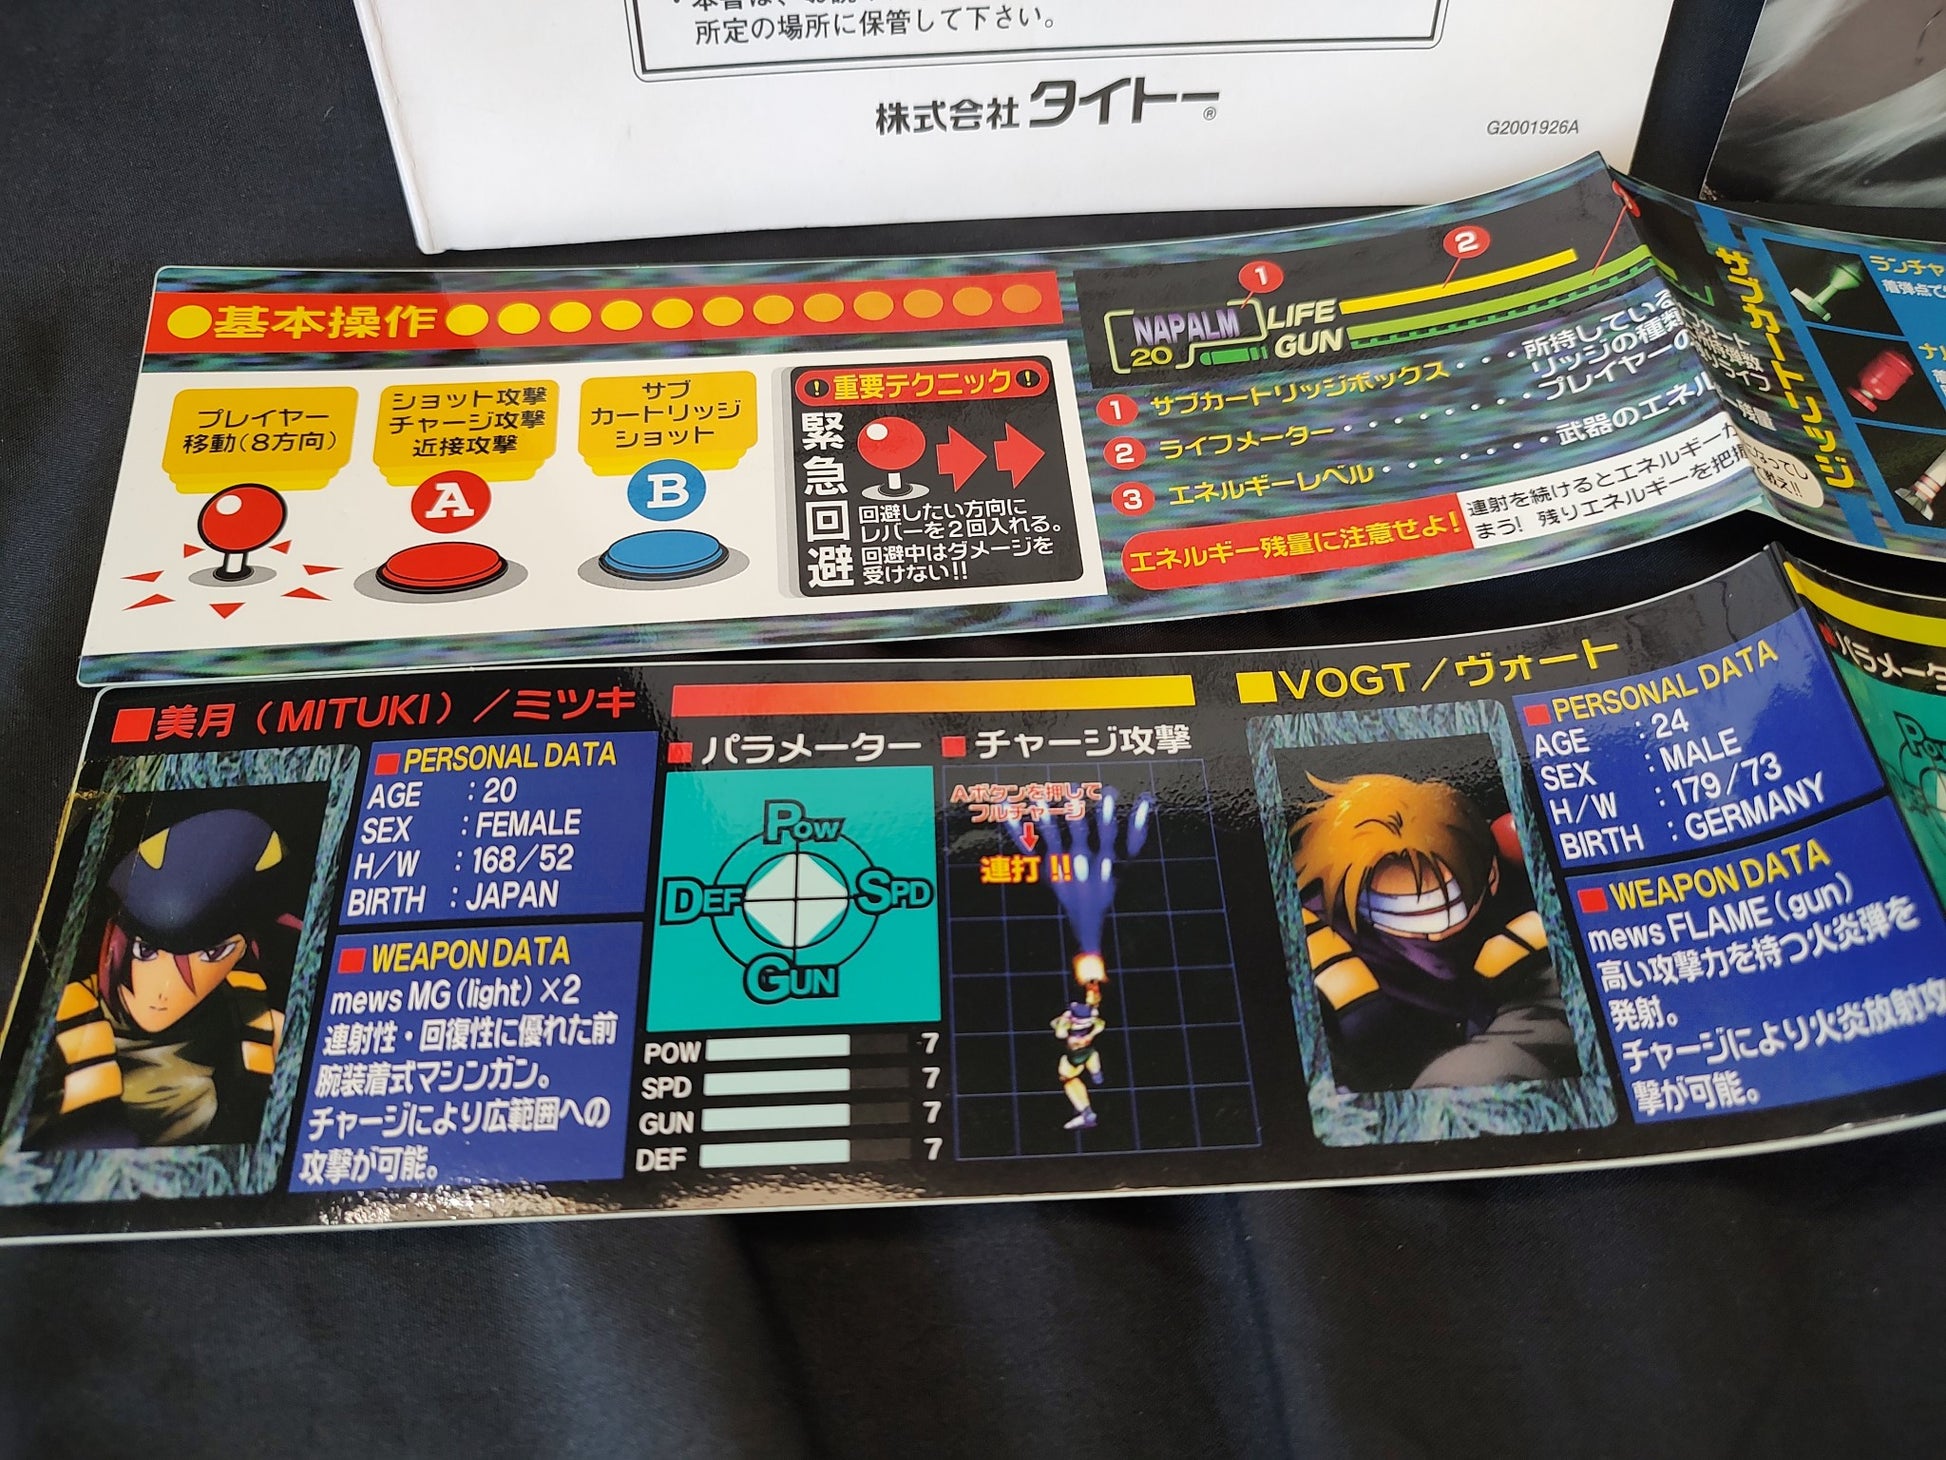 所定の場所に保管して下さい。
株式会社 タイトー®
G2001926A
●基本操作
プレイヤー
移動(8方向)
ショット攻撃
チャージ攻撃
近接攻撃
A
サブ
カートリッジ
ショット
B
!重要テクニック!
緊急回避
回避したい方向に
レバーを2回入れる。
回避中はダメージを
受けない!!
1
2
NAPALM
20
LIFE
GUN
1 サブカートリッジボックス・・・所持している
リッジの種類
2 ライフメーター・・・・・・・プレイヤーの
3 エネルギーレベル・・・・・・・武器のエネル
エネルギー残量に注意せよ!
連射を続けるとエネルギーが
まう! 残りエネルギーを把握
サブカートリッジ
ランチャ
■美月(MITUKI)/ミツキ
■PERSONAL DATA
AGE :20
SEX :FEMALE
H/W :168/52
BIRTH :JAPAN
■WEAPON DATA
mews MG(light)×2
連射性・回復性に優れた前
腕装着式マシンガン。
チャージにより広範囲への
攻撃が可能。
■パラメーター
POW
DEF
SPD
GUN
POW 7
SPD 7
GUN 7
DEF 7
■チャージ攻撃
Aボタンを押して
フルチャージ
連打!!
■VOGT/ヴォート
■PERSONAL DATA
AGE :24
SEX :MALE
H/W :179/73
BIRTH :GERMANY
■WEAPON DATA
mews FLAME(gun)
高い攻撃力を持つ火炎弾を
発射。
チャージにより火炎放射攻
撃が可能。
パラメータ